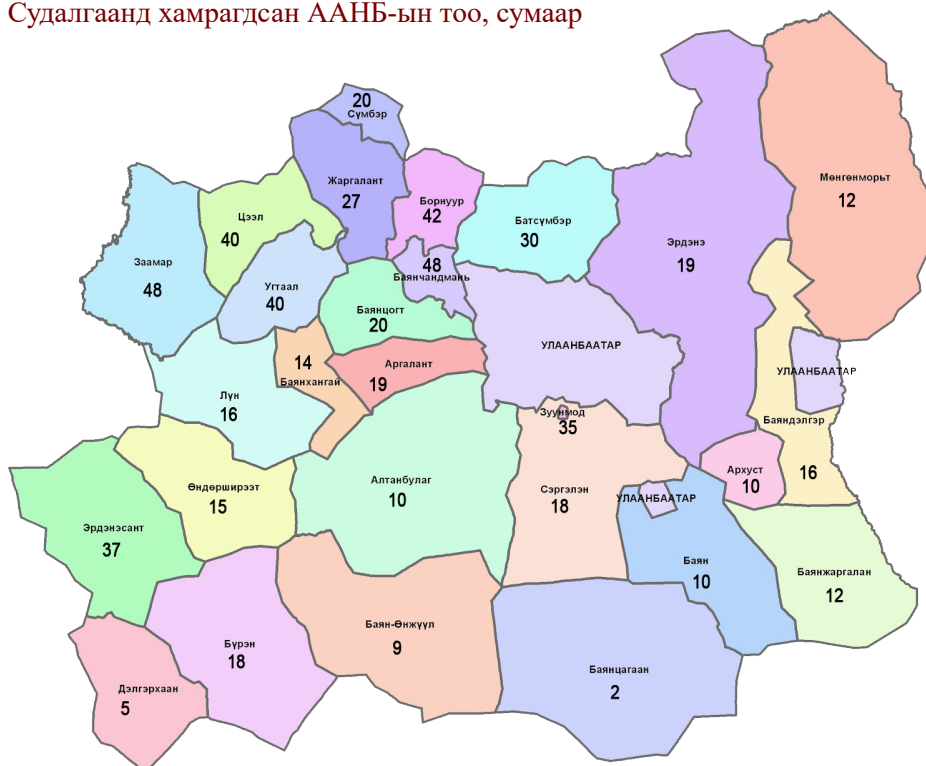 Судалгаанд хамрагдсан ААНБ-ын тоо, сумаар
20
Сүмбэр
Жаргалант
27
Борнуур
42
Батсүмбэр
30
Эрдэнэ
19
Мөнгөнморьт
12
Цээл
40
Заамар
48
Угтаал
40
48
Баянчандмань
Баянцогт
20
УЛААНБААТАР
14
Баянхангай
Аргалант
19
УЛААНБААТАР
Лүн
16
Зуунмод
35
Баяндэлгэр
16
Өндөрширээт
15
Алтанбулаг
10
Сэргэлэн
18
УЛААНБААТАР
Архуст
10
Эрдэнэсант
37
Баян
10
Баянжаргалан
12
Бүрэн
18
Баян-Өнжүүл
9
Баянцагаан
2
Дэлгэрхаан
5